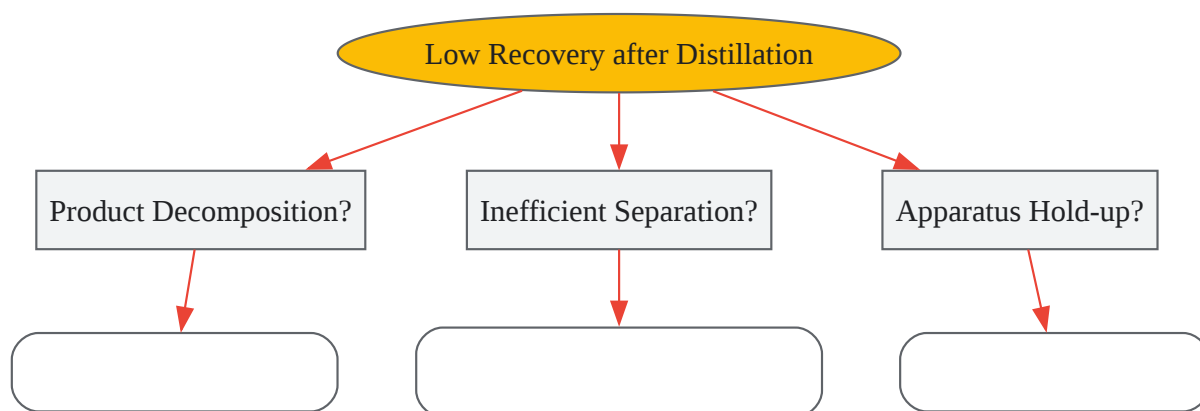 Low Recovery after Distillation
Product Decomposition?
Inefficient Separation?
Apparatus Hold-up?